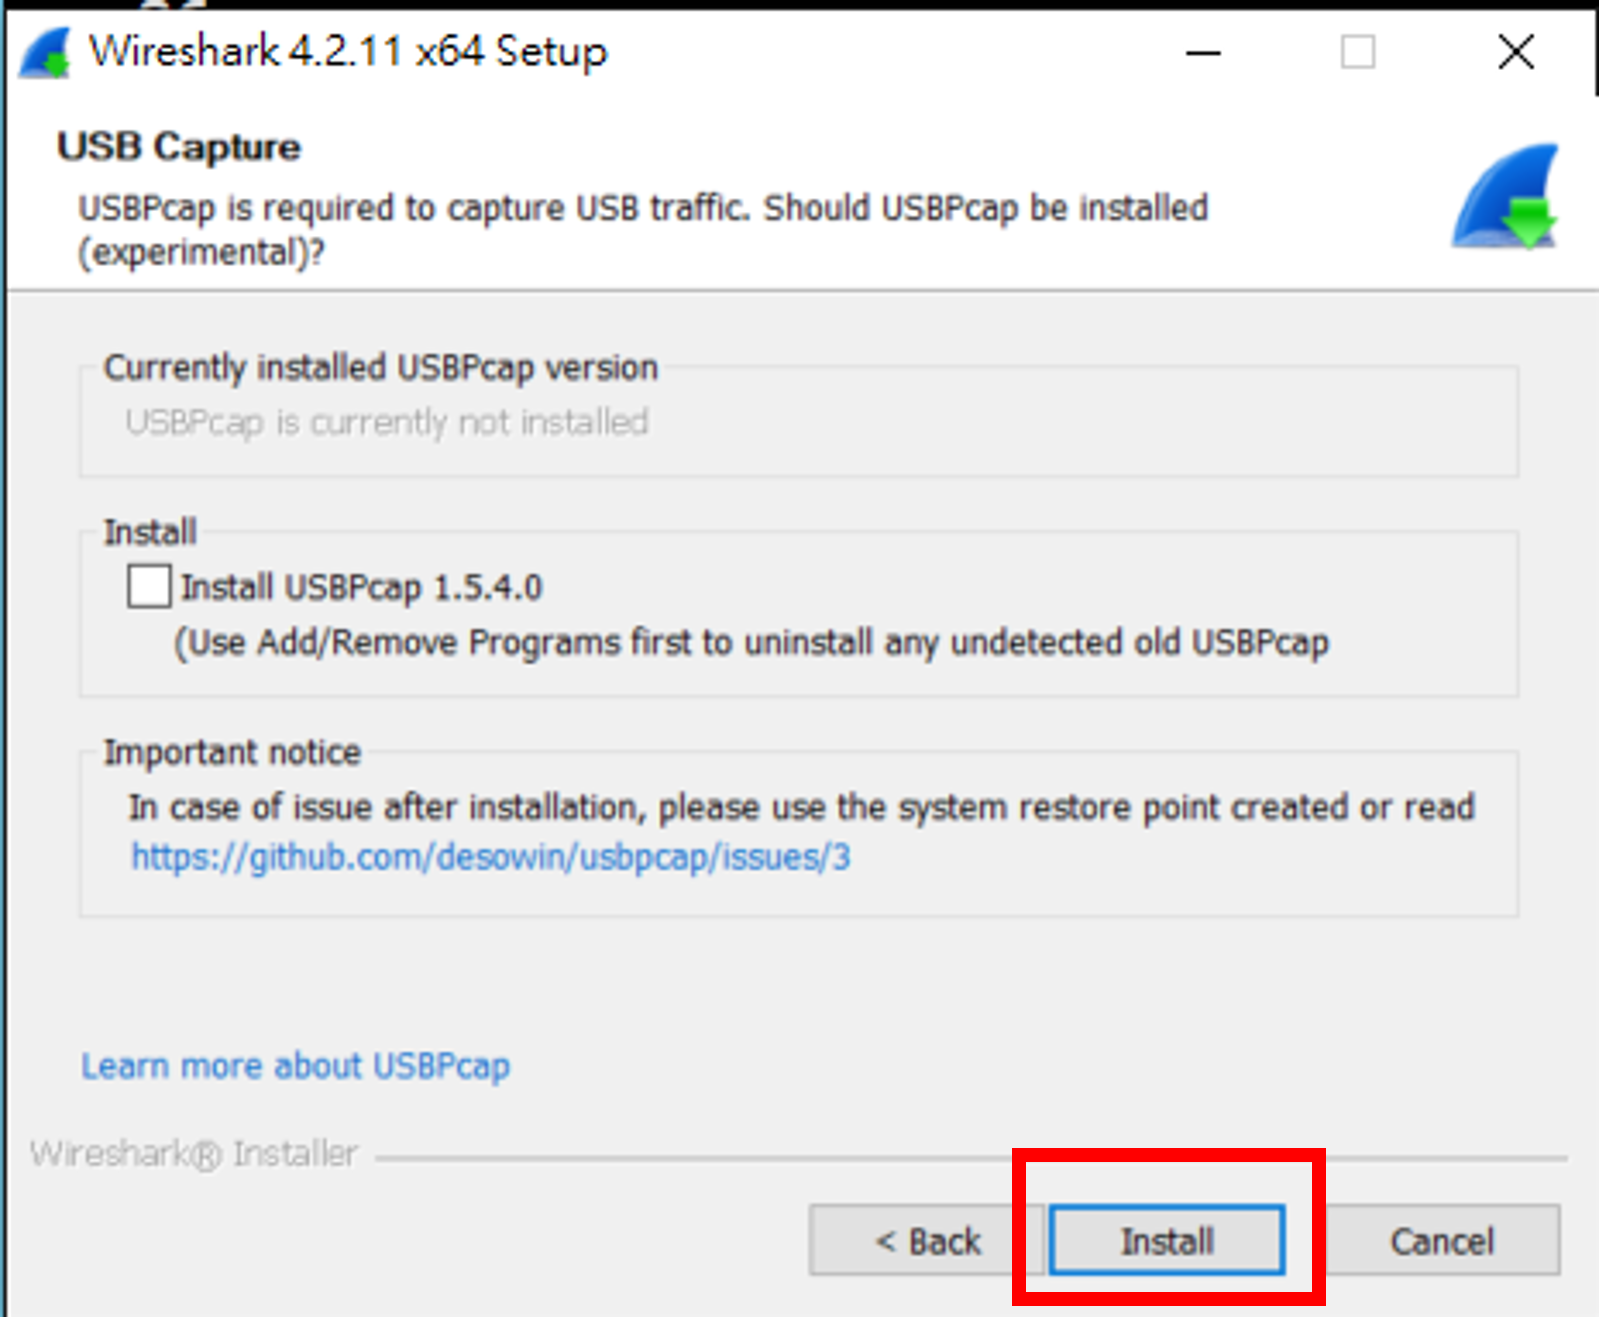 Wireshark 4.2.11 x64 Setup
USB Capture
USBPcap is required to capture USB traffic. Should USBPcap be installed
(experimental)?
Currently installed USBPcap version
USBPcap is currently not installed
Install
Install USBPcap 1.5.4.0
(Use Add/Remove Programs first to uninstall any undetected old USBPcap
Important notice
In case of issue after installation, please use the system restore point created or read
https://github.com/desowin/usbpcap/issues/3
Learn more about USBPcap
Wireshark® Installer
< Back
Install
Cancel